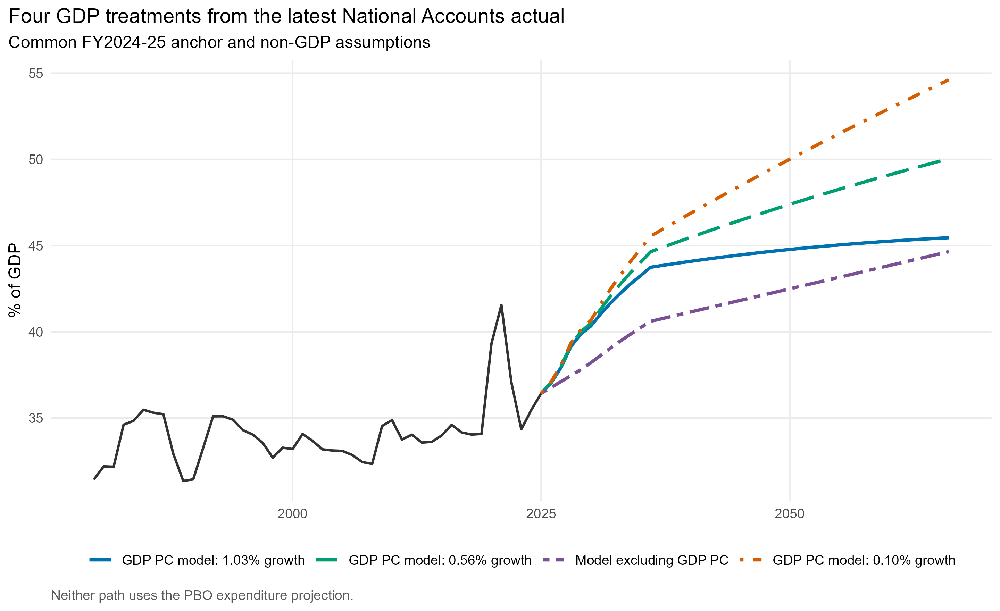 Four GDP treatments from the latest National Accounts actual
Common FY2024-25 anchor and non-GDP assumptions
% of GDP
55
50
45
40
35
2000 2025 2050
GDP PC model: 1.03% growth GDP PC model: 0.56% growth Model excluding GDP PC GDP PC model: 0.10% growth
Neither path uses the PBO expenditure projection.